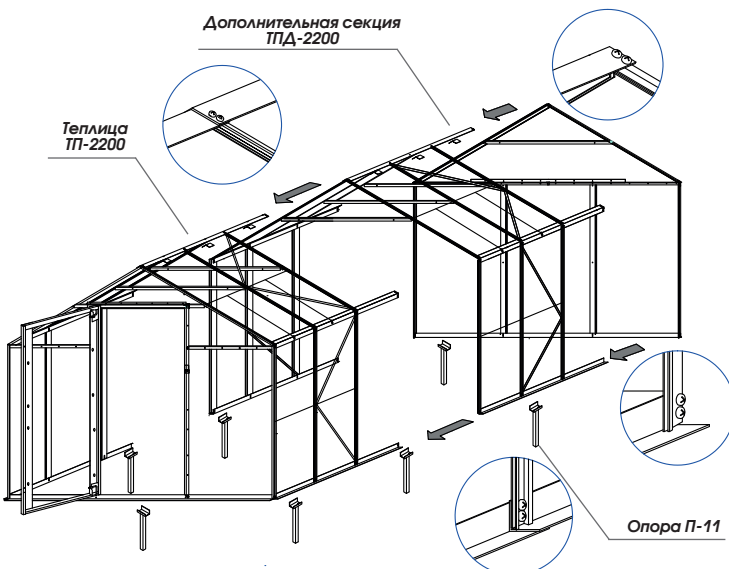 Дополнительная секция
ТПД-2200
Теплица
ТП-2200
Опора П-11